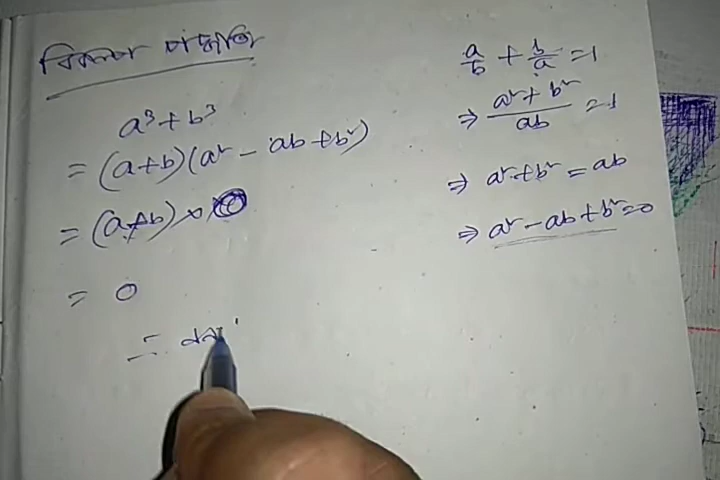 বিকল্প পদ্ধতি
a³ + b³
= (a+b)(a² - ab + b²)
= (a+b) × 0
= 0
a/b + b/a = 1
⇒ (a² + b²)/ab = 1
⇒ a² + b² = ab
⇒ a² - ab + b² = 0